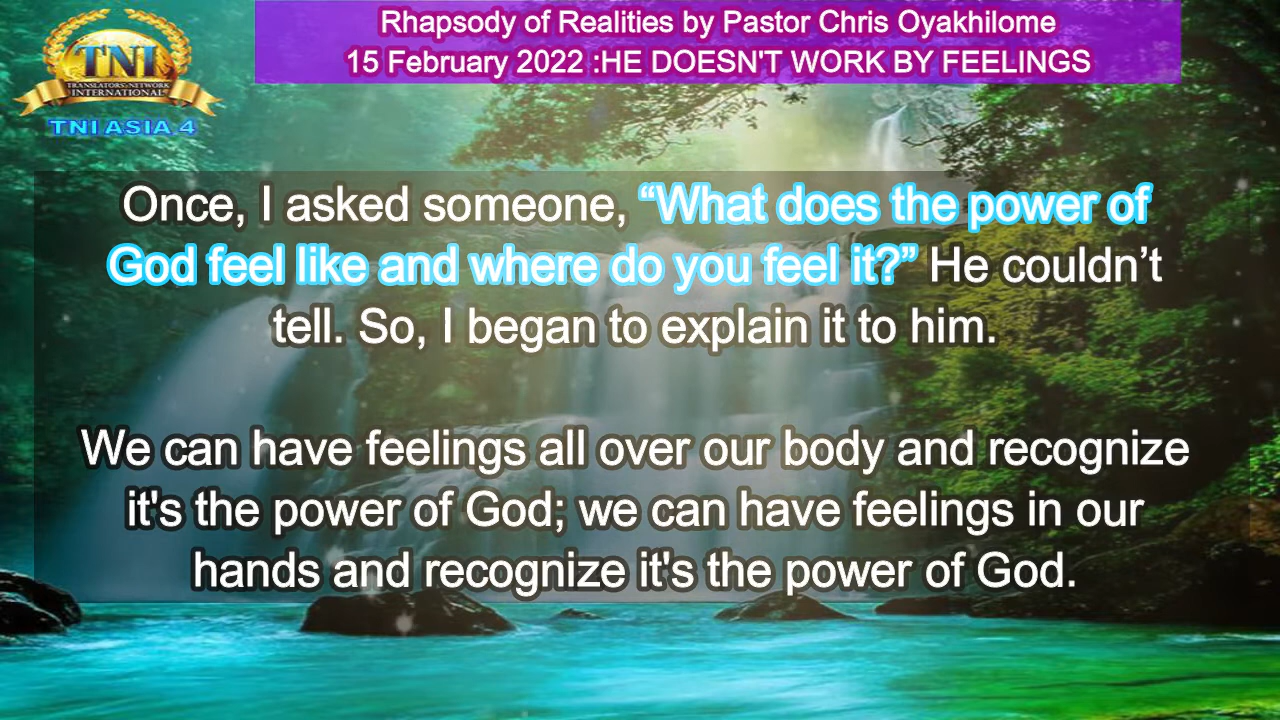 Rhapsody of Realities by Pastor Chris Oyakhilome
15 February 2022 :HE DOESN'T WORK BY FEELINGS
TNI
TRANSLATORS NETWORK
INTERNATIONAL
TNI ASIA 4
Once, I asked someone, “What does the power of
God feel like and where do you feel it?” He couldn’t
tell. So, I began to explain it to him.
We can have feelings all over our body and recognize
it's the power of God; we can have feelings in our
hands and recognize it's the power of God.